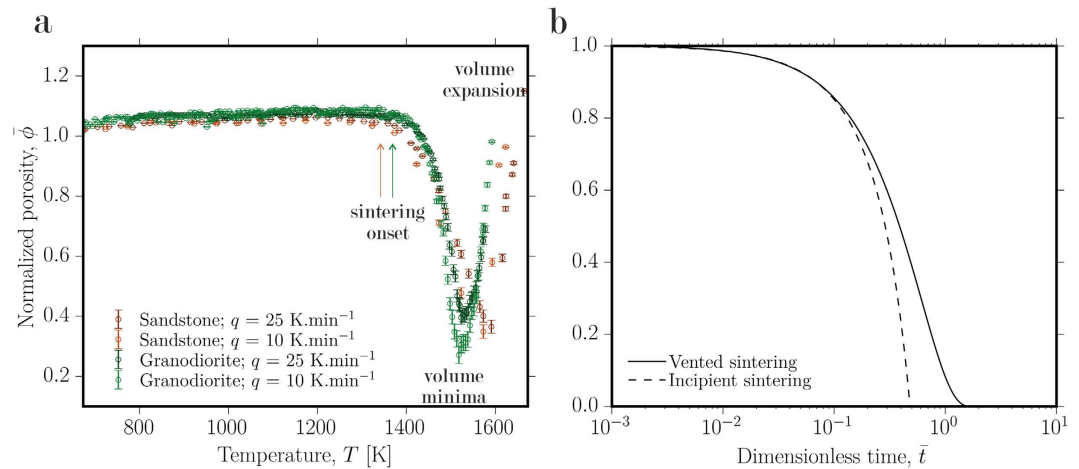 a
1.2
1.0
0.8
0.6
0.4
0.2
Normalized porosity, ϕ̄
volume
expansion
sintering
onset
Sandstone; q = 25 K.min⁻¹
Sandstone; q = 10 K.min⁻¹
Granodiorite; q = 25 K.min⁻¹
Granodiorite; q = 10 K.min⁻¹
volume
minima
800 1000 1200 1400 1600
Temperature, T [K]
b
1.0
0.8
0.6
0.4
0.2
0.0
Vented sintering
Incipient sintering
10⁻³ 10⁻² 10⁻¹ 10⁰ 10¹
Dimensionless time, t̄